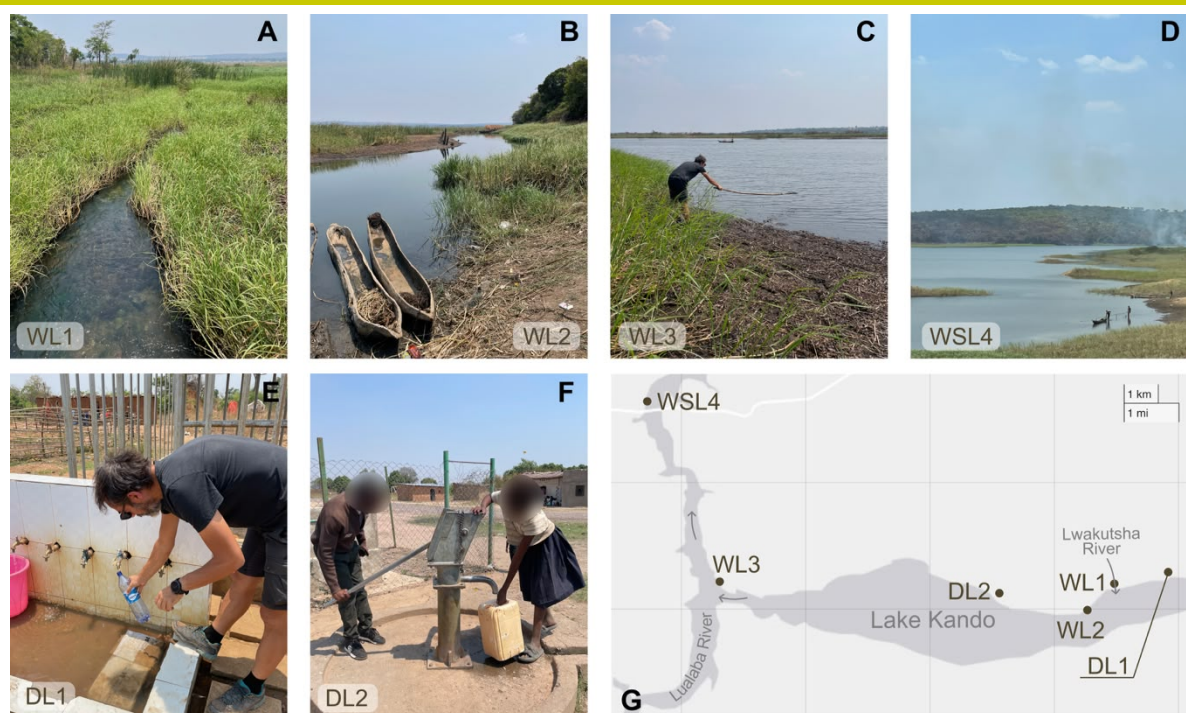 A
WL1
B
WL2
C
WL3
D
WSL4
E
DL1
F
DL2
WSL4
1 km
1 mi
Lwakutsha
River
WL3
DL2
WL1
Lake Kando
WL2
Lualaba River
DL1
G